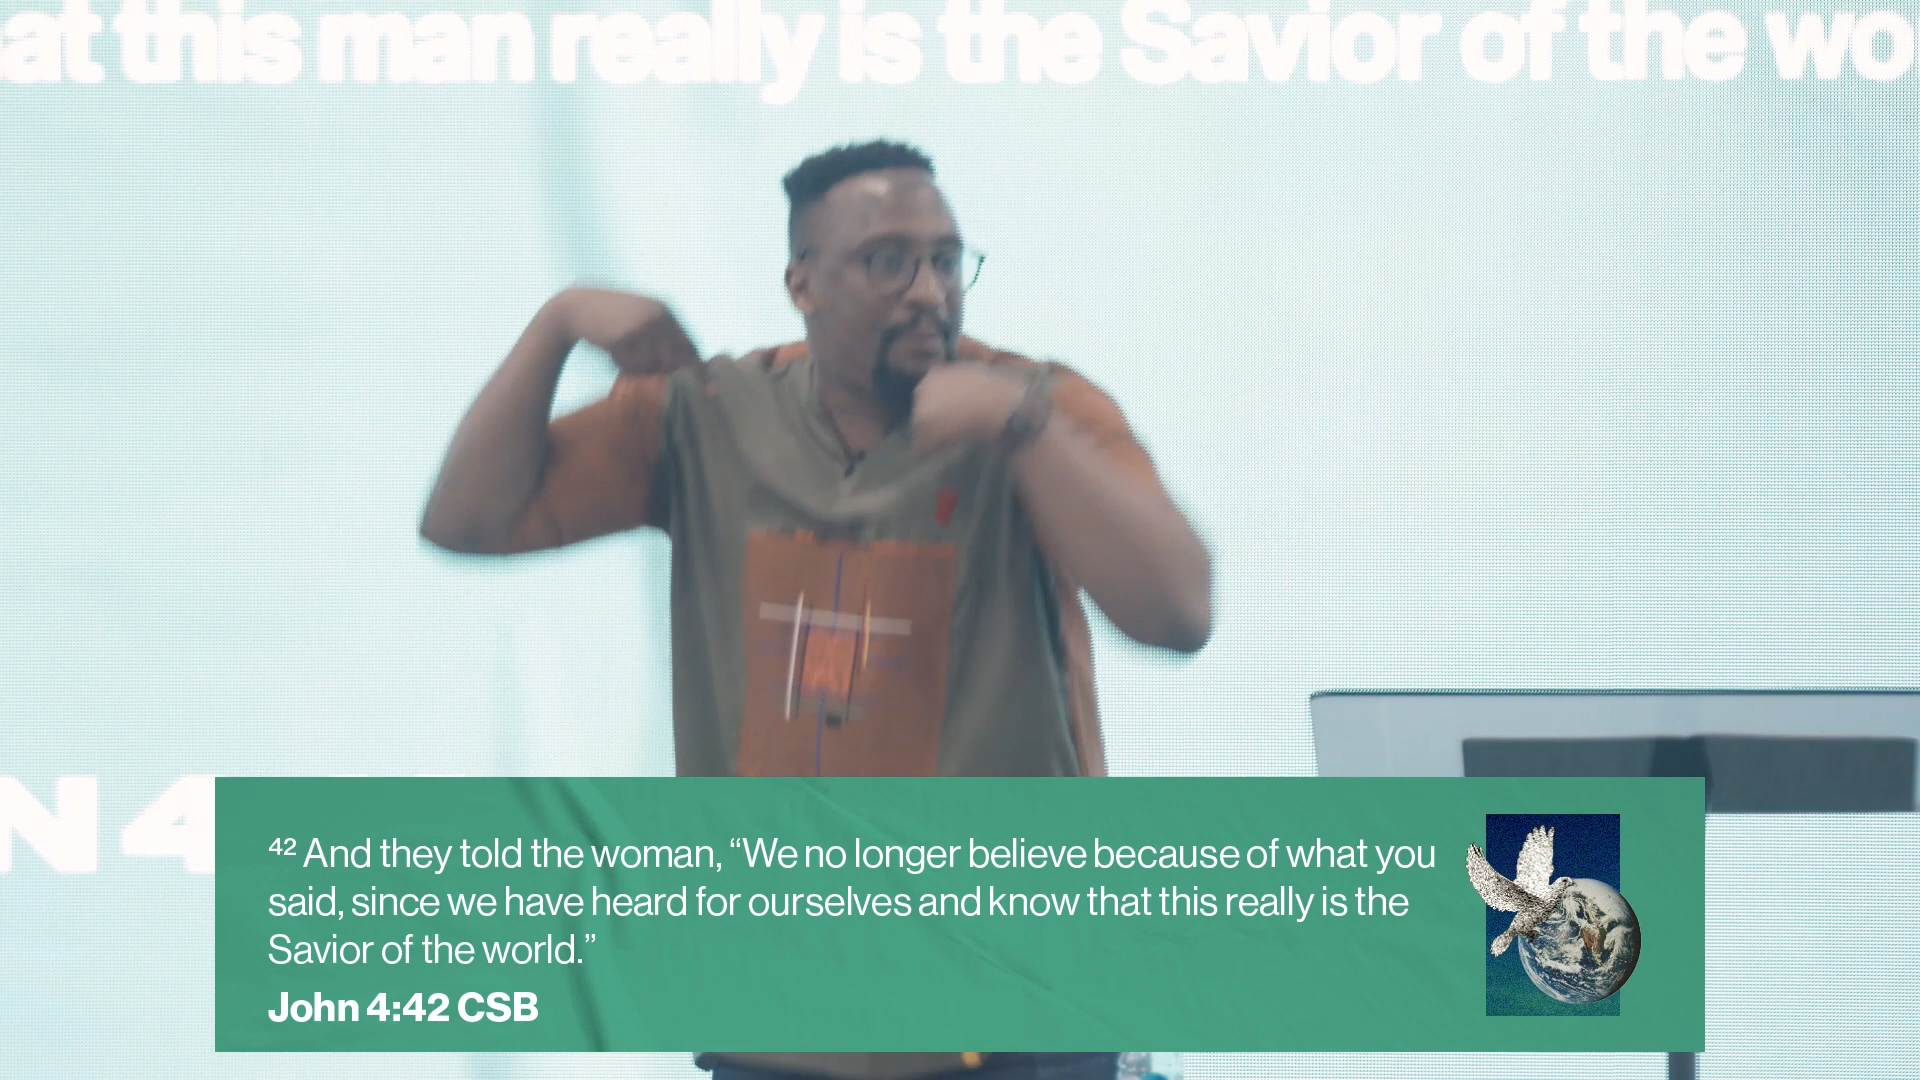 at this man really is the Savior of the wo
N 4
42 And they told the woman, “We no longer believe because of what you
said, since we have heard for ourselves and know that this really is the
Savior of the world.”
John 4:42 CSB